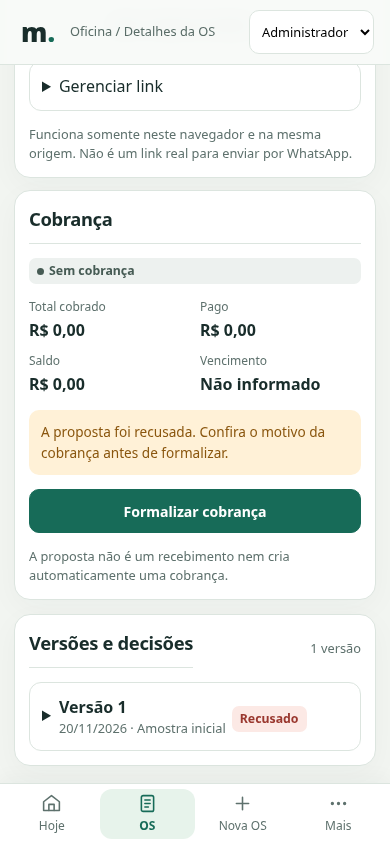 m.
Oficina / Detalhes da OS
Administrador
Gerenciar link
Funciona somente neste navegador e na mesma
origem. Não é um link real para enviar por WhatsApp.
Cobrança
Sem cobrança
Total cobrado
Pago
R$ 0,00
R$ 0,00
Saldo
Vencimento
R$ 0,00
Não informado
A proposta foi recusada. Confira o motivo da
cobrança antes de formalizar.
Formalizar cobrança
A proposta não é um recebimento nem cria
automaticamente uma cobrança.
Versões e decisões
1 versão
Versão 1
20/11/2026 · Amostra inicial
Recusado
Hoje
OS
Nova OS
Mais